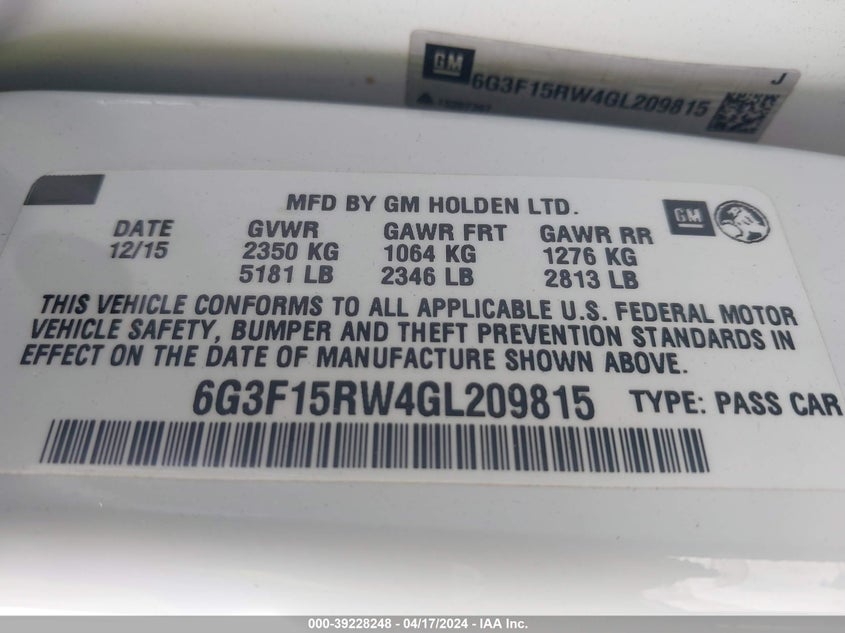 GM
J
6G3F15RW4GL209815
MFD BY GM HOLDEN LTD.
GM
DATE GVWR GAWR FRT GAWR RR
12/15 2350 KG 1064 KG 1276 KG
5181 LB 2346 LB 2813 LB
THIS VEHICLE CONFORMS TO ALL APPLICABLE U.S. FEDERAL MOTOR
VEHICLE SAFETY, BUMPER AND THEFT PREVENTION STANDARDS IN
EFFECT ON THE DATE OF MANUFACTURE SHOWN ABOVE.
6G3F15RW4GL209815 TYPE: PASS CAR
000-39228248 - 04/17/2024 - IAA Inc.